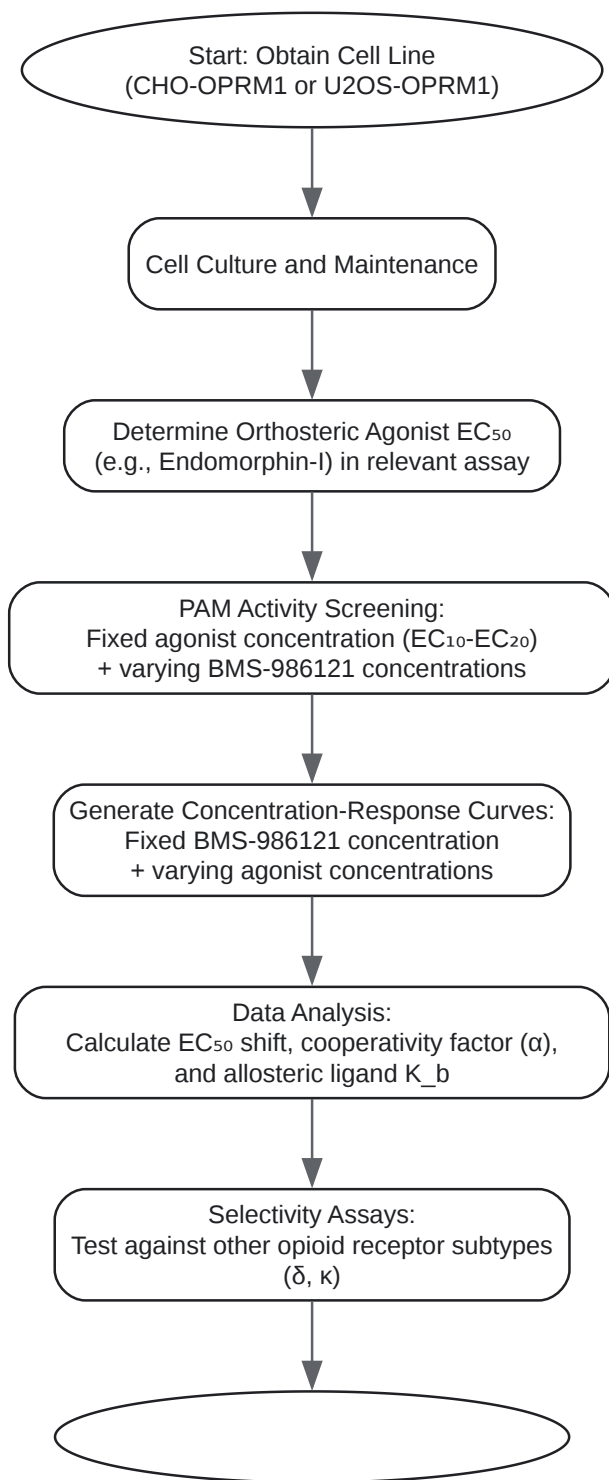 Start: Obtain Cell Line
(CHO-OPRM1 or U2OS-OPRM1)
Cell Culture and Maintenance
Determine Orthosteric Agonist EC₅₀
(e.g., Endomorphin-I) in relevant assay
PAM Activity Screening:
Fixed agonist concentration (EC₁₀-EC₂₀)
+ varying BMS-986121 concentrations
Generate Concentration-Response Curves:
Fixed BMS-986121 concentration
+ varying agonist concentrations
Data Analysis:
Calculate EC₅₀ shift, cooperativity factor (α),
and allosteric ligand K_b
Selectivity Assays:
Test against other opioid receptor subtypes
(δ, κ)